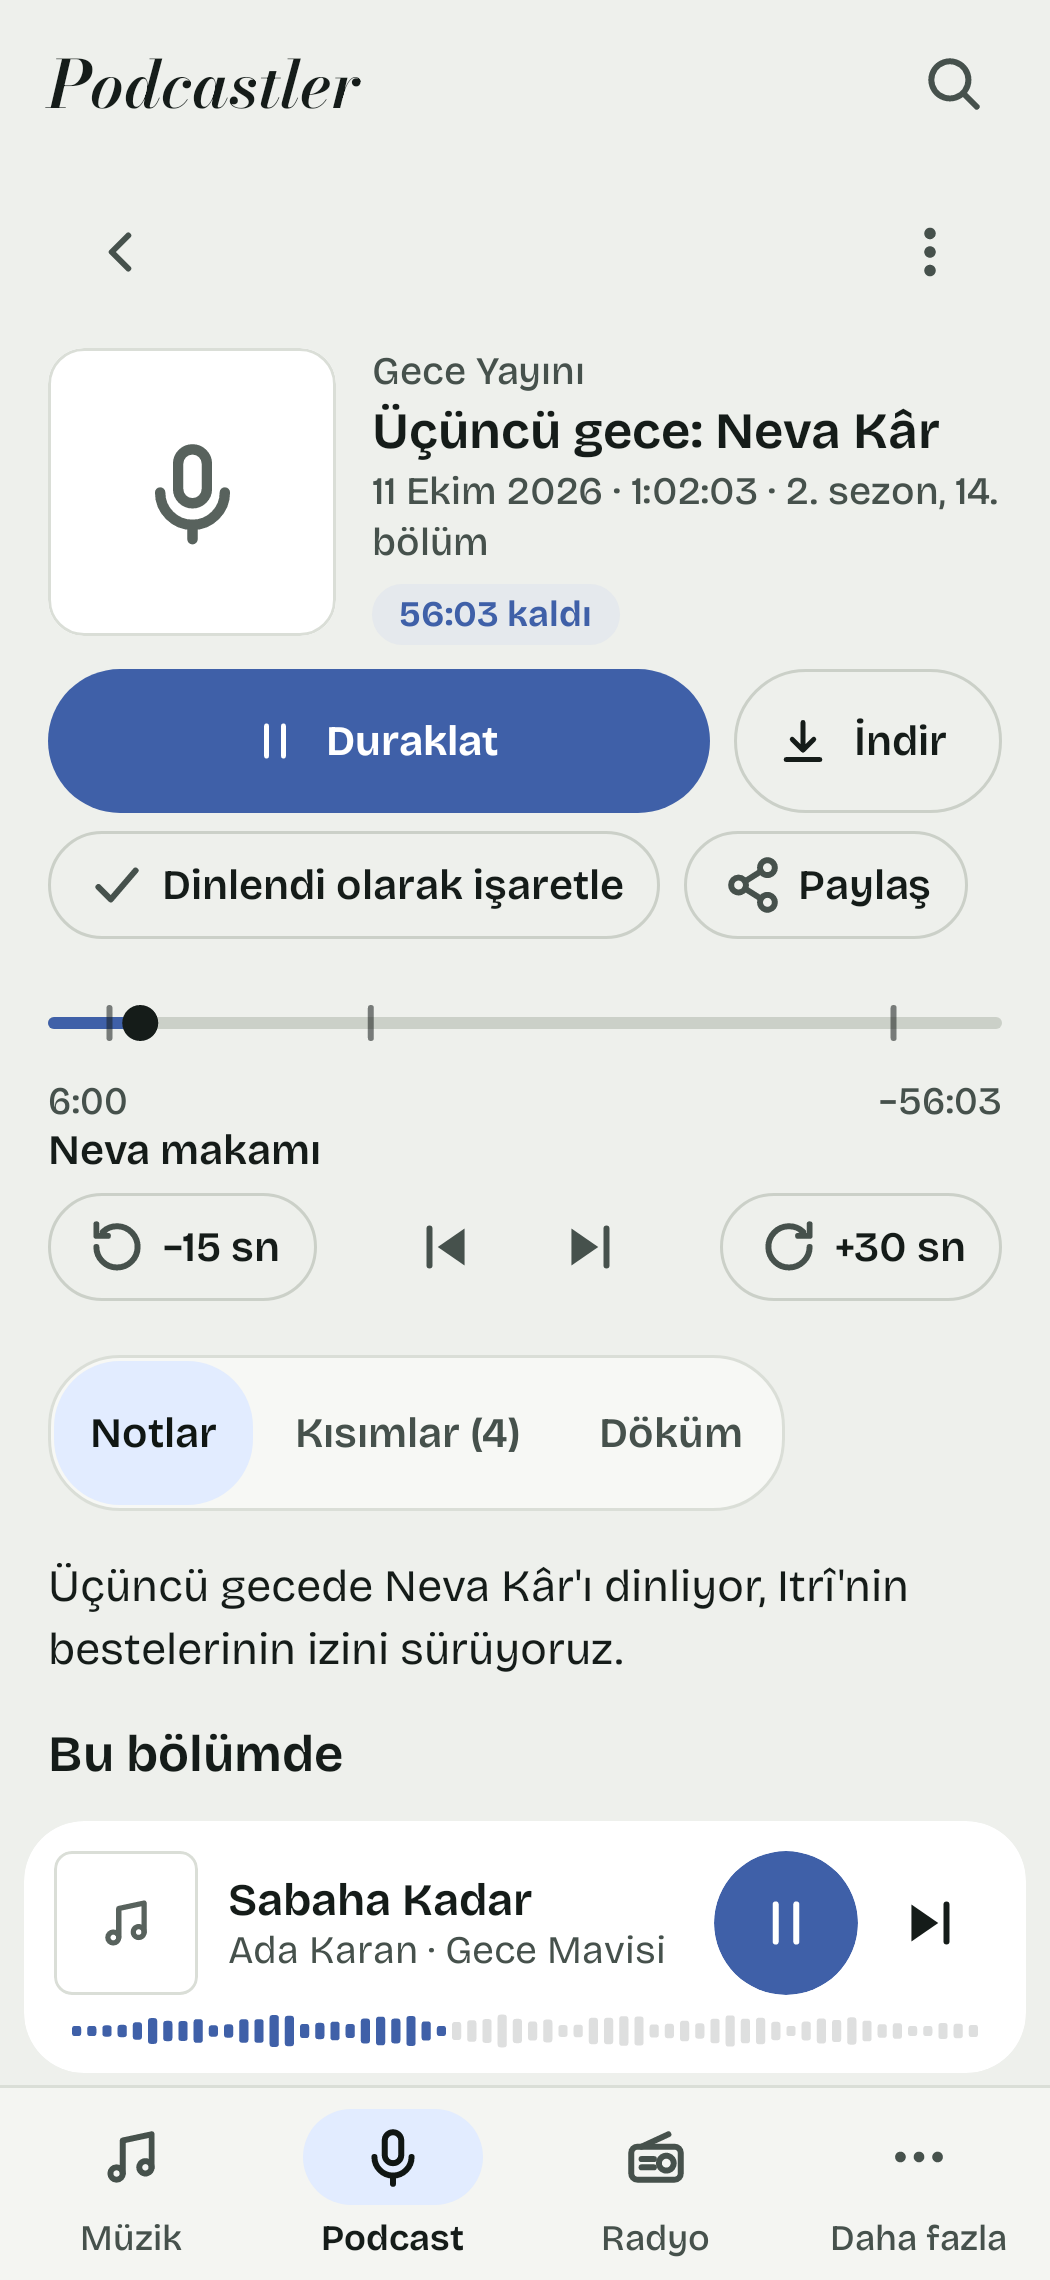 Podcastler
Gece Yayını
Üçüncü gece: Neva Kâr
11 Ekim 2026 · 1:02:03 · 2. sezon, 14.
bölüm
56:03 kaldı
Duraklat
İndir
Dinlendi olarak işaretle
Paylaş
6:00
−56:03
Neva makamı
−15 sn
+30 sn
Notlar
Kısımlar (4)
Döküm
Üçüncü gecede Neva Kâr'ı dinliyor, Itrî'nin
bestelerinin izini sürüyoruz.
Bu bölümde
Sabaha Kadar
Ada Karan · Gece Mavisi
Müzik
Podcast
Radyo
Daha fazla